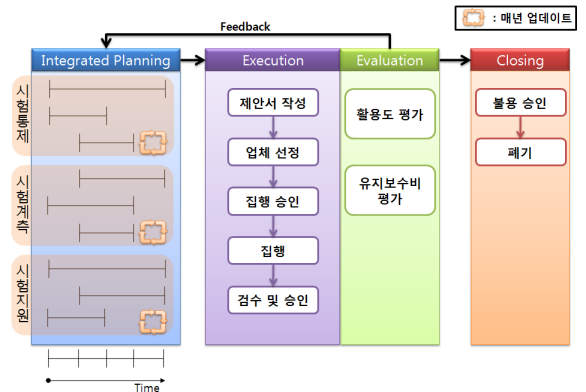 : 매년 업데이트
Feedback
Integrated Planning
Execution
Evaluation
Closing
시험통제
시험계측
시험지원
제안서 작성
업체 선정
집행 승인
집행
검수 및 승인
활용도 평가
유지보수비
평가
불용 승인
폐기
Time